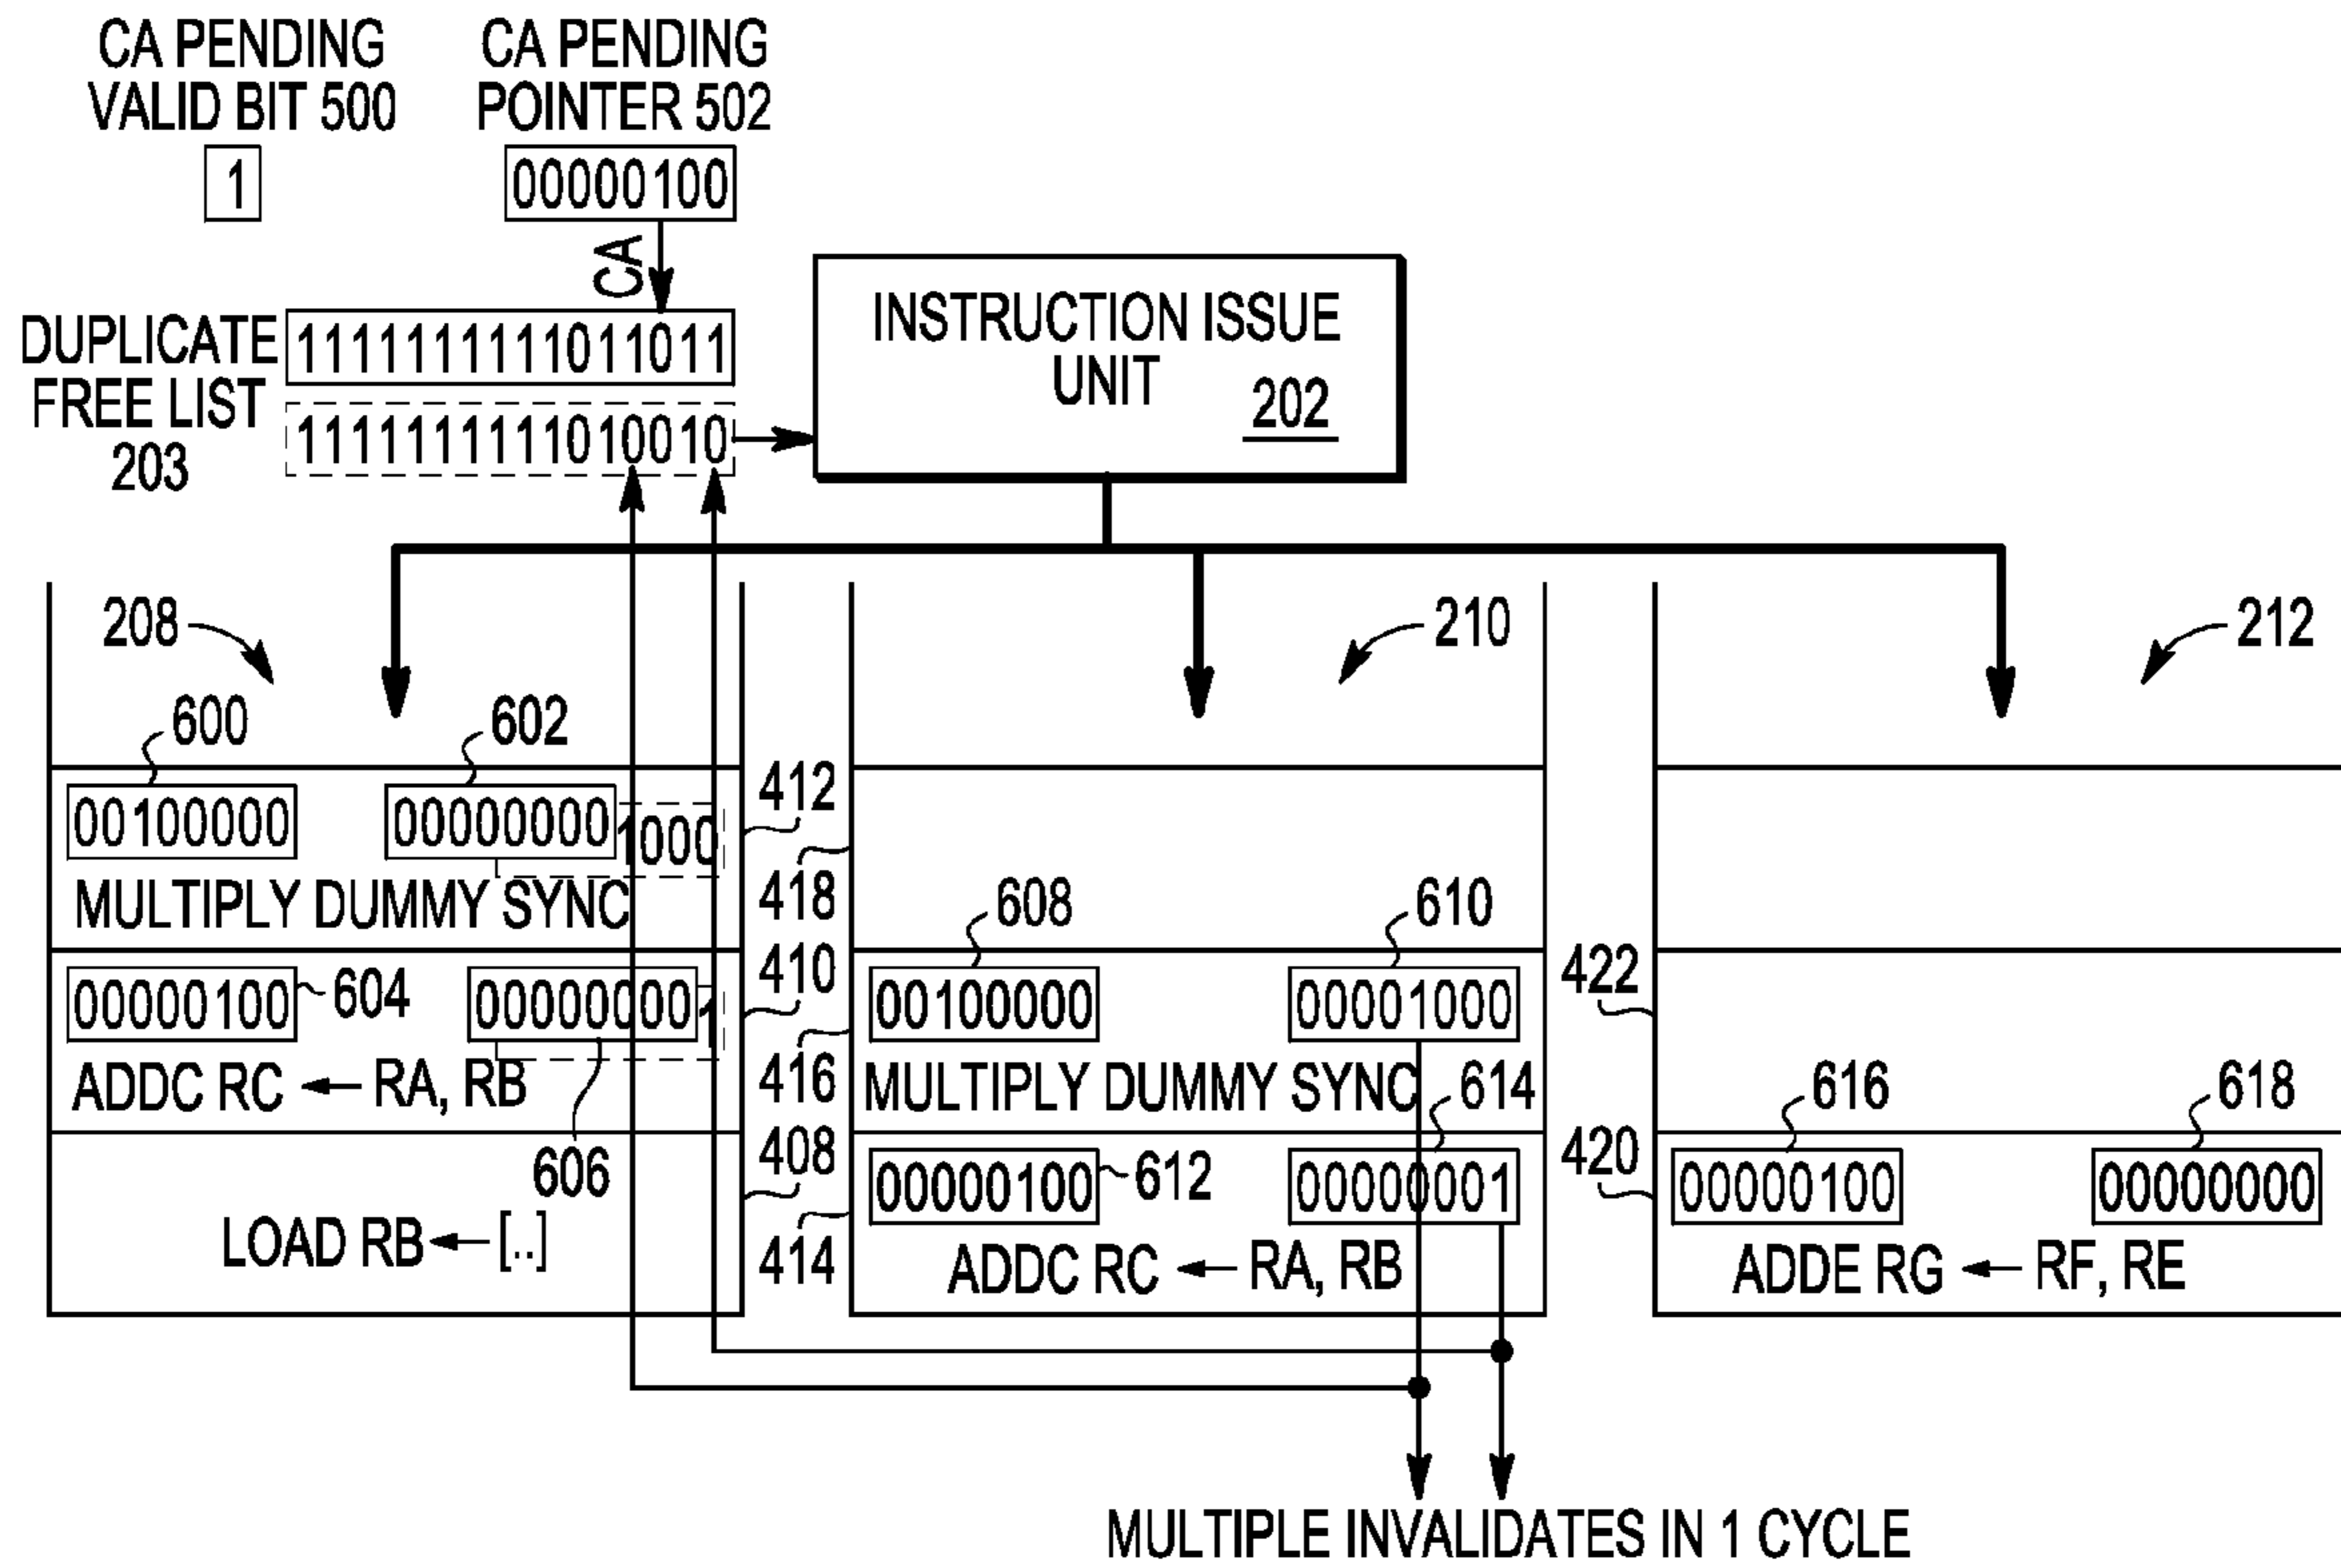 CA PENDING
VALID BIT 500
1
CA PENDING
POINTER 502
00000100
CA
DUPLICATE
FREE LIST
203
1111111111011011
1111111111010010
INSTRUCTION ISSUE
UNIT 202
208
210
212
600
602
00100000
00000000
1000
MULTIPLY DUMMY SYNC
412
418
604
00000100
00000000
1
ADDC RC ← RA, RB
410
416
606
LOAD RB ← [..]
408
414
608
610
00100000
00001000
MULTIPLY DUMMY SYNC
614
00000100
612
00000001
ADDC RC ← RA, RB
422
420
616
618
00000100
00000000
ADDE RG ← RF, RE
MULTIPLE INVALIDATES IN 1 CYCLE